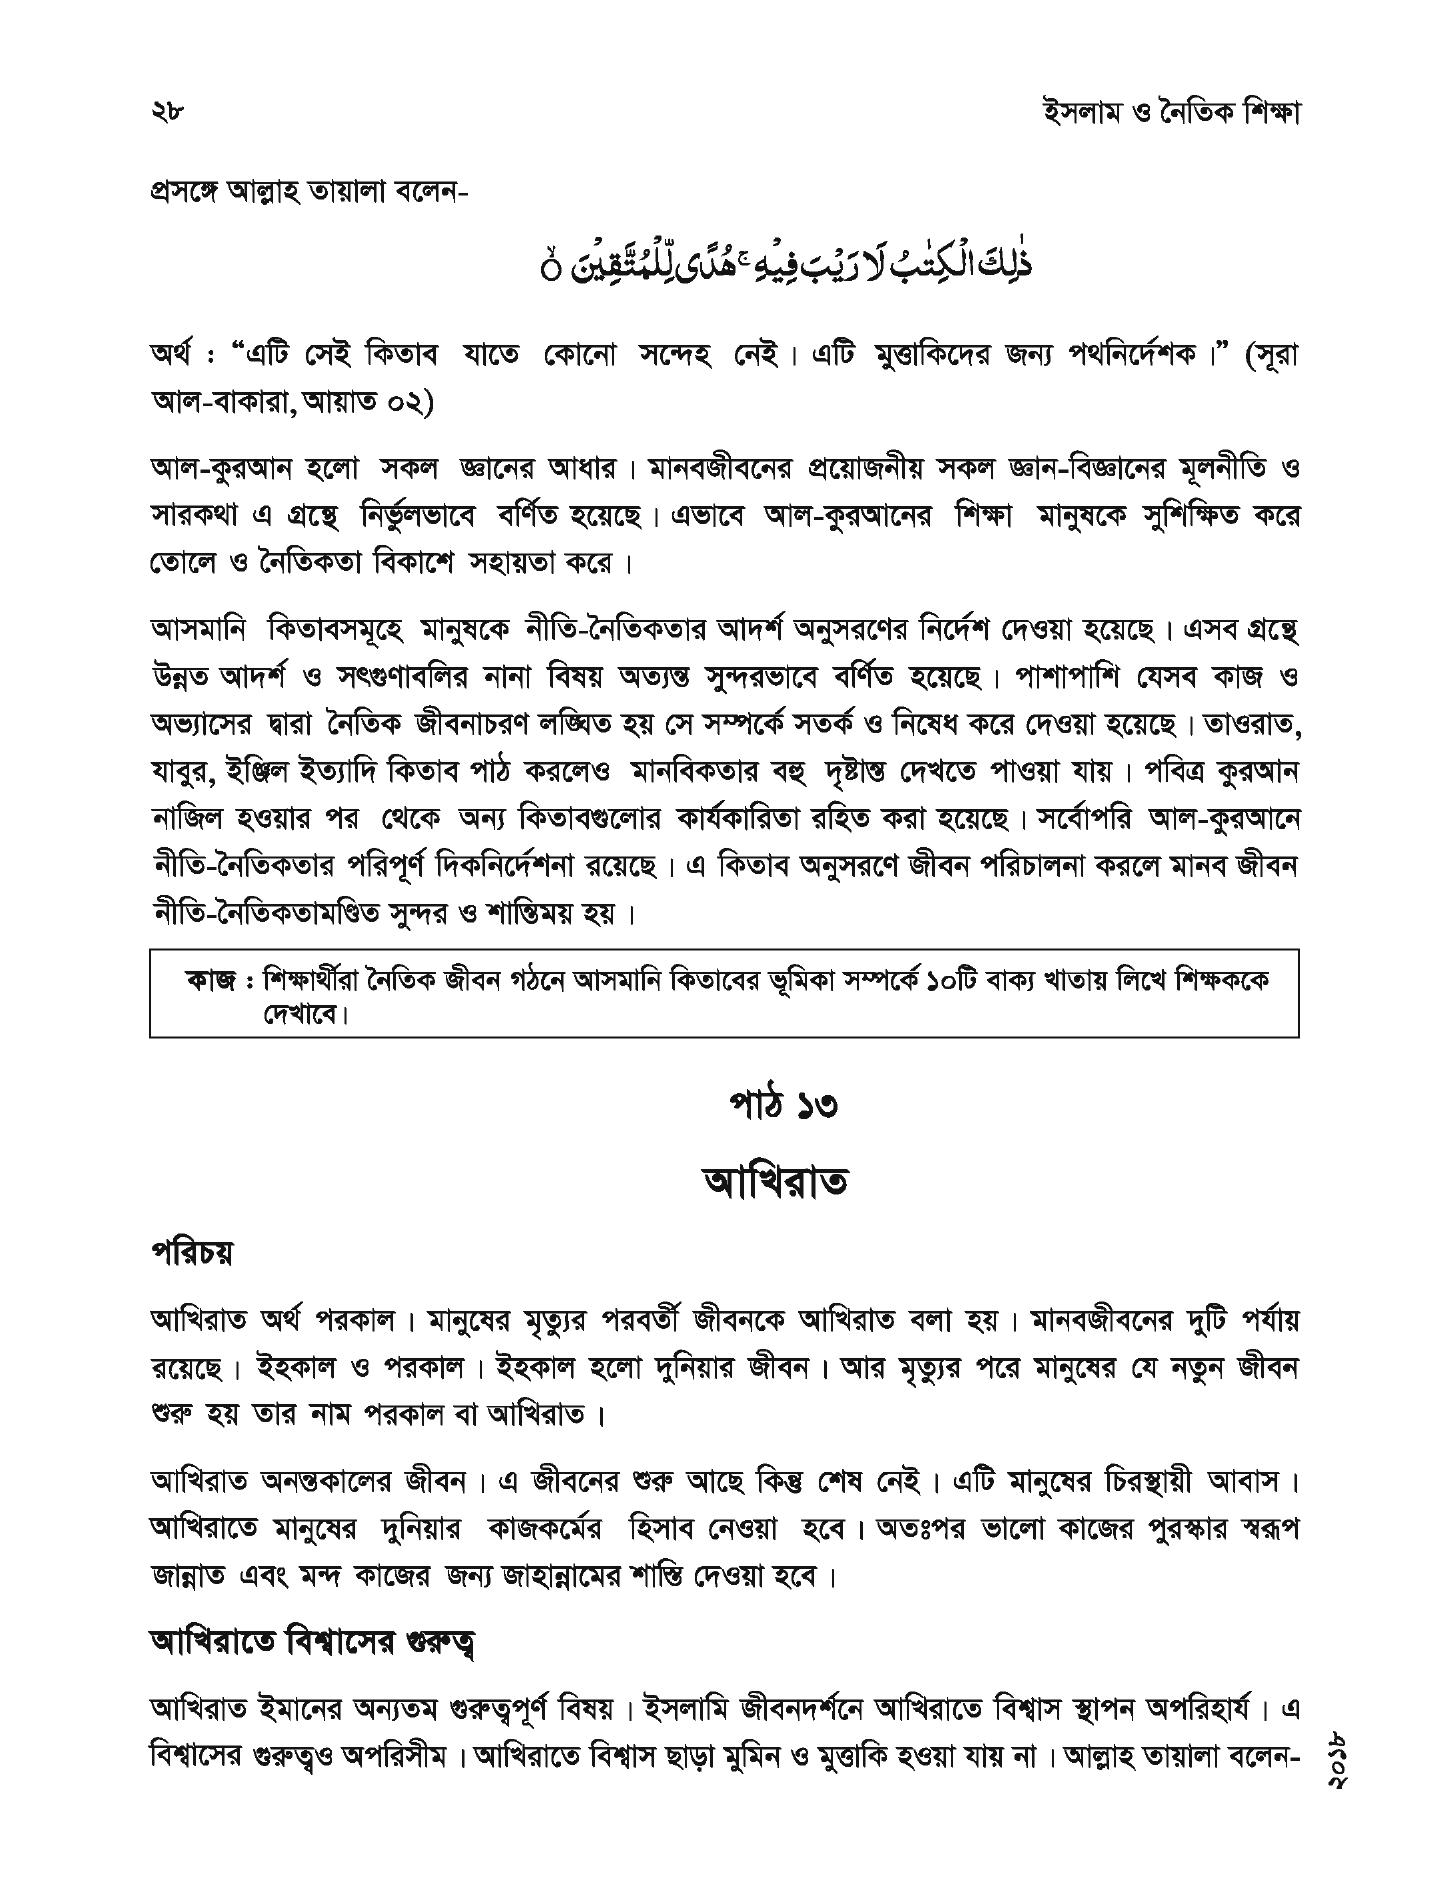 ২৮
ইসলাম ও নৈতিক শিক্ষা
প্রসঙ্গে আল্লাহ তায়ালা বলেন-
ذٰلِكَ الْكِتٰبُ لَا رَيْبَ فِيْهِ ۚ هُدًى لِّلْمُتَّقِيْنَ ۙ ○
অর্থ : “এটি সেই কিতাব যাতে কোনো সন্দেহ নেই। এটি মুত্তাকিদের জন্য পথনির্দেশক।” (সূরা
আল-বাকারা, আয়াত ০২)
আল-কুরআন হলো সকল জ্ঞানের আধার। মানবজীবনের প্রয়োজনীয় সকল জ্ঞান-বিজ্ঞানের মূলনীতি ও
সারকথা এ গ্রন্থে নির্ভুলভাবে বর্ণিত হয়েছে। এভাবে আল-কুরআনের শিক্ষা মানুষকে সুশিক্ষিত করে
তোলে ও নৈতিকতা বিকাশে সহায়তা করে।
আসমানি কিতাবসমূহে মানুষকে নীতি-নৈতিকতার আদর্শ অনুসরণের নির্দেশ দেওয়া হয়েছে। এসব গ্রন্থে
উন্নত আদর্শ ও সৎগুণাবলির নানা বিষয় অত্যন্ত সুন্দরভাবে বর্ণিত হয়েছে। পাশাপাশি যেসব কাজ ও
অভ্যাসের দ্বারা নৈতিক জীবনাচরণ লঙ্ঘিত হয় সে সম্পর্কে সতর্ক ও নিষেধ করে দেওয়া হয়েছে। তাওরাত,
যাবুর, ইঞ্জিল ইত্যাদি কিতাব পাঠ করলেও মানবিকতার বহু দৃষ্টান্ত দেখতে পাওয়া যায়। পবিত্র কুরআন
নাজিল হওয়ার পর থেকে অন্য কিতাবগুলোর কার্যকারিতা রহিত করা হয়েছে। সর্বোপরি আল-কুরআনে
নীতি-নৈতিকতার পরিপূর্ণ দিকনির্দেশনা রয়েছে। এ কিতাব অনুসরণে জীবন পরিচালনা করলে মানব জীবন
নীতি-নৈতিকতামণ্ডিত সুন্দর ও শান্তিময় হয়।
কাজ : শিক্ষার্থীরা নৈতিক জীবন গঠনে আসমানি কিতাবের ভূমিকা সম্পর্কে ১০টি বাক্য খাতায় লিখে শিক্ষককে
দেখাবে।
পাঠ ১৩
আখিরাত
পরিচয়
আখিরাত অর্থ পরকাল। মানুষের মৃত্যুর পরবর্তী জীবনকে আখিরাত বলা হয়। মানবজীবনের দুটি পর্যায়
রয়েছে। ইহকাল ও পরকাল। ইহকাল হলো দুনিয়ার জীবন। আর মৃত্যুর পরে মানুষের যে নতুন জীবন
শুরু হয় তার নাম পরকাল বা আখিরাত।
আখিরাত অনন্তকালের জীবন। এ জীবনের শুরু আছে কিন্তু শেষ নেই। এটি মানুষের চিরস্থায়ী আবাস।
আখিরাতে মানুষের দুনিয়ার কাজকর্মের হিসাব নেওয়া হবে। অতঃপর ভালো কাজের পুরস্কার স্বরূপ
জান্নাত এবং মন্দ কাজের জন্য জাহান্নামের শাস্তি দেওয়া হবে।
আখিরাতে বিশ্বাসের গুরুত্ব
আখিরাত ইমানের অন্যতম গুরুত্বপূর্ণ বিষয়। ইসলামি জীবনদর্শনে আখিরাতে বিশ্বাস স্থাপন অপরিহার্য। এ
বিশ্বাসের গুরুত্বও অপরিসীম। আখিরাতে বিশ্বাস ছাড়া মুমিন ও মুত্তাকি হওয়া যায় না। আল্লাহ তায়ালা বলেন-
২০১৮